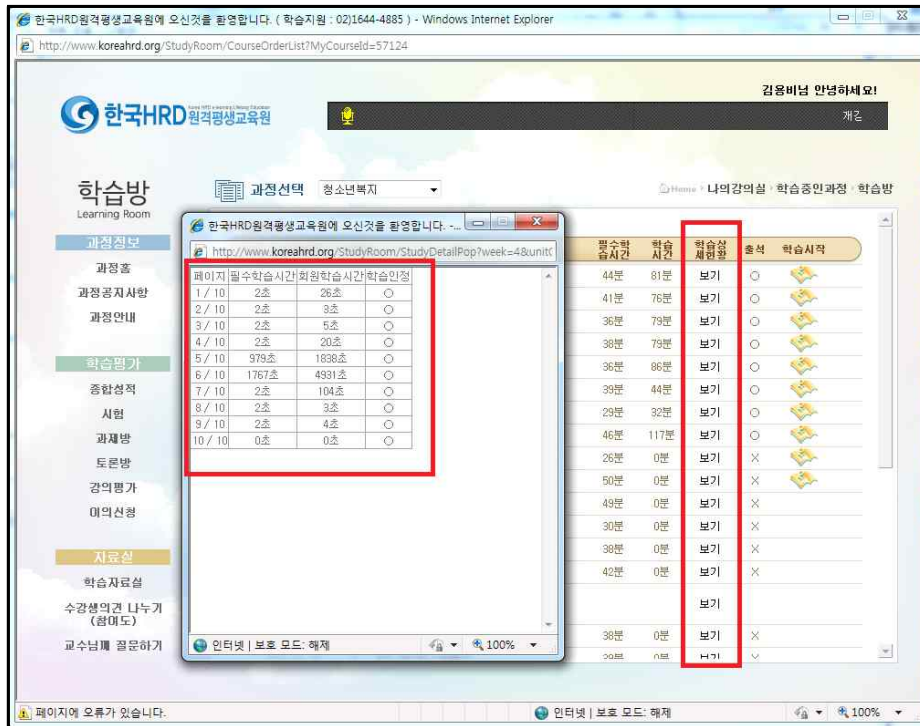 한국HRD원격평생교육원에 오신것을 환영합니다. ( 학습지원 : 02)1644-4885 ) - Windows Internet Explorer
http://www.koreahrd.org/StudyRoom/CourseOrderList?MyCourseId=57124
김용비님 안녕하세요!
한국HRD원격평생교육원
학습방
Learning Room
과정선택 청소년복지
Home > 나의강의실 > 학습중인과정 > 학습방
과정정보
과정홈
과정공지사항
과정안내
학습평가
종합성적
시험
과제방
토론방
강의평가
이의신청
자료실
학습자료실
수강생의견 나누기
(참여도)
교수님께 질문하기
한국HRD원격평생교육원에 오신것을 환영합니다. -...
http://www.koreahrd.org/StudyRoom/StudyDetailPop?week=4&unit
페이지 필수학습시간 회원학습시간 학습인정
1 / 10 2초 26초 ○
2 / 10 2초 3초 ○
3 / 10 2초 5초 ○
4 / 10 2초 20초 ○
5 / 10 979초 1838초 ○
6 / 10 1767초 4931초 ○
7 / 10 2초 104초 ○
8 / 10 2초 3초 ○
9 / 10 2초 4초 ○
10 / 10 0초 0초 ○
인터넷 | 보호 모드: 해제 100%
필수학습시간 학습시간 학습상세현황 출석 학습시작
44분 81분 보기 ○
41분 76분 보기 ○
36분 79분 보기 ○
38분 79분 보기 ○
36분 86분 보기 ○
39분 44분 보기 ○
29분 32분 보기 ○
46분 117분 보기 ○
26분 0분 보기 X
50분 0분 보기 X
49분 0분 보기 X
30분 0분 보기 X
38분 0분 보기 X
42분 0분 보기 X
보기
38분 0분 보기 X
페이지에 오류가 있습니다.
인터넷 | 보호 모드: 해제 100%